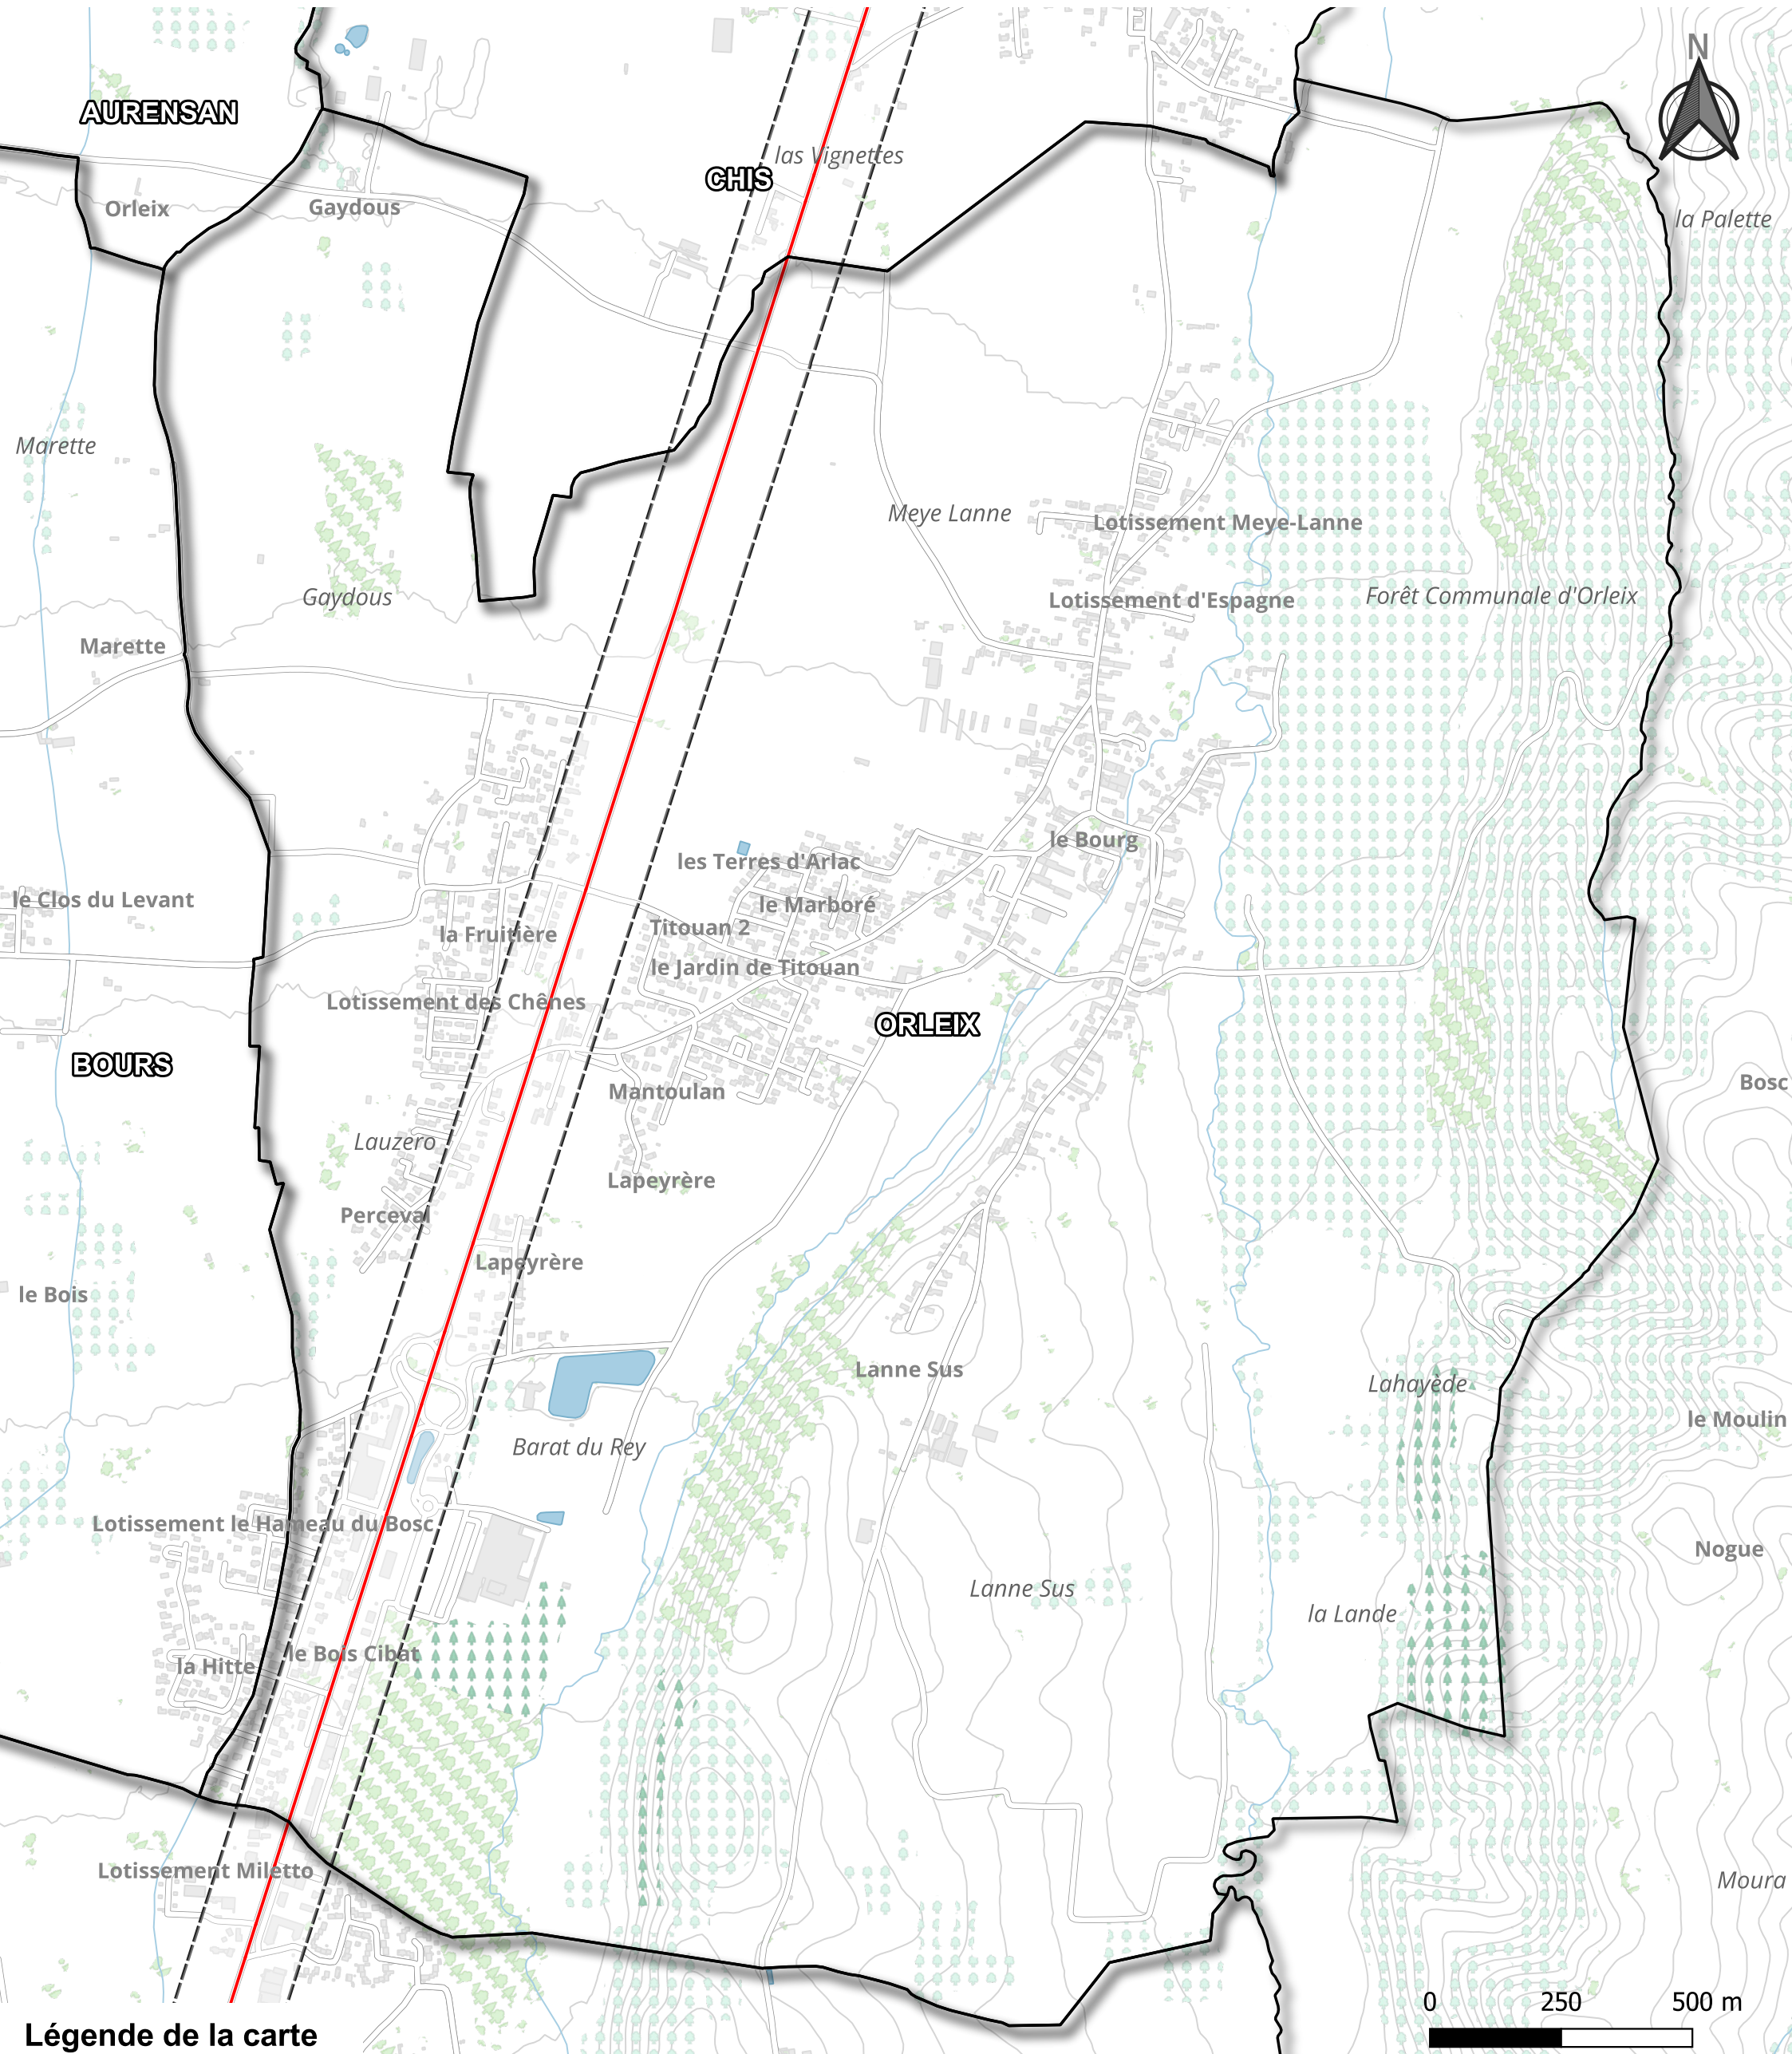 N
AURENSAN
las Vignettes
CHIS
Orleix
Gaydous
la Palette
Marette
Meye Lanne
Lotissement Meye-Lanne
Gaydous
Lotissement d'Espagne
Forêt Communale d'Orleix
Marette
le Bourg
les Terres d'Arlac
le Clos du Levant
le Marboré
la Fruitière
Titouan 2
le Jardin de Titouan
Lotissement des Chênes
ORLEIX
BOURS
Bosc
Mantoulan
Lauzero
Lapeyrère
Perceval
Lapeyrère
le Bois
Lanne Sus
Lahayède
le Moulin
Barat du Rey
Lotissement le Hameau du Bosc
Nogue
Lanne Sus
la Lande
le Bois Cibat
la Hitte
Lotissement Miletto
Moura
0 250 500 m
Légende de la carte